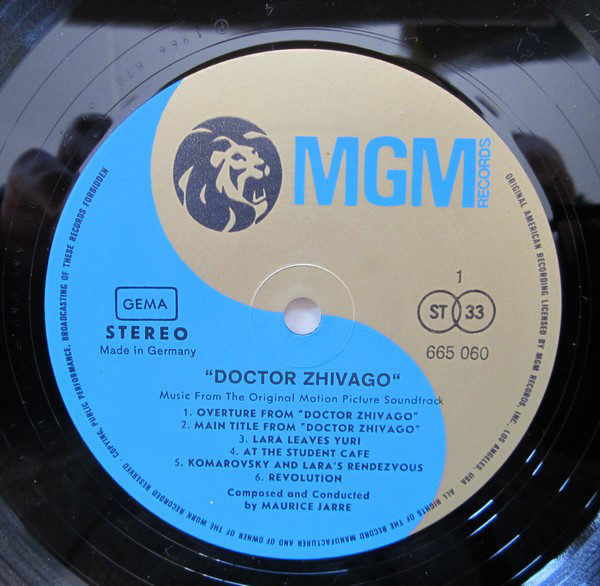 MGM
RECORDS
GEMA
STEREO
Made in Germany
1
ST 33
665 060
"DOCTOR ZHIVAGO"
Music From The Original Motion Picture Soundtrack
1. OVERTURE FROM "DOCTOR ZHIVAGO"
2. MAIN TITLE FROM "DOCTOR ZHIVAGO"
3. LARA LEAVES YURI
4. AT THE STUDENT CAFE
5. KOMAROVSKY AND LARA'S RENDEZVOUS
6. REVOLUTION
Composed and Conducted
by MAURICE JARRE
ORIGINAL AMERICAN RECORDING LICENSED BY MGM RECORDS, INC, LOS ANGELES, USA · ALL RIGHTS OF THE RECORD MANUFACTURER AND OF OWNER OF THE WORK RECORDED RESERVED · COPYING, PUBLIC PERFORMANCE, BROADCASTING OF THESE RECORDS FORBIDDEN
1966